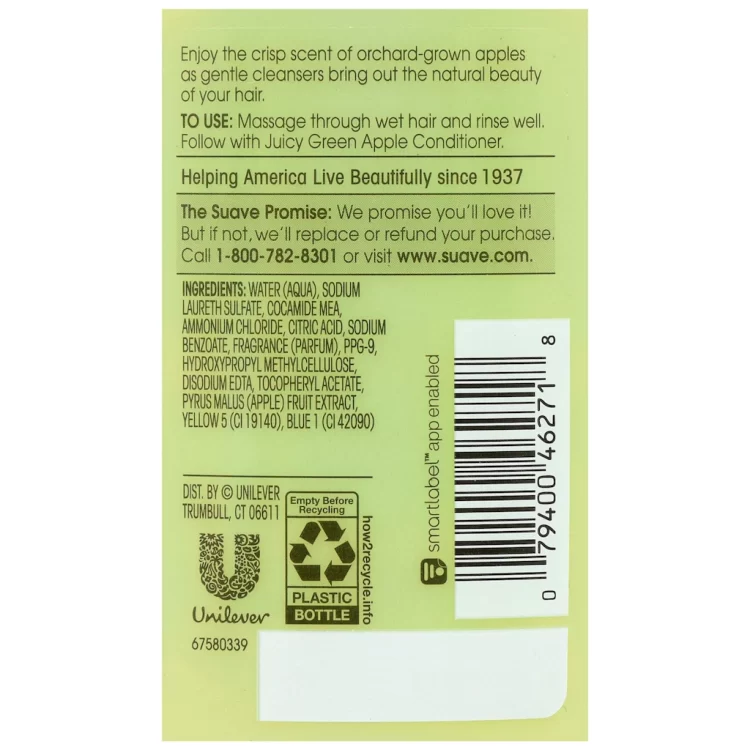 Enjoy the crisp scent of orchard-grown apples
as gentle cleansers bring out the natural beauty
of your hair.
TO USE: Massage through wet hair and rinse well.
Follow with Juicy Green Apple Conditioner.
Helping America Live Beautifully since 1937
The Suave Promise: We promise you'll love it!
But if not, we'll replace or refund your purchase.
Call 1-800-782-8301 or visit www.suave.com.
INGREDIENTS: WATER (AQUA), SODIUM
LAURETH SULFATE, COCAMIDE MEA,
AMMONIUM CHLORIDE, CITRIC ACID, SODIUM
BENZOATE, FRAGRANCE (PARFUM), PPG-9,
HYDROXYPROPYL METHYLCELLULOSE,
DISODIUM EDTA, TOCOPHERYL ACETATE,
PYRUS MALUS (APPLE) FRUIT EXTRACT,
YELLOW 5 (CI 19140), BLUE 1 (CI 42090)
DIST. BY © UNILEVER
TRUMBULL, CT 06611
Unilever
67580339
Empty Before
Recycling
PLASTIC
BOTTLE
how2recycle.info
smartlabel™ app enabled
0 79400 46271 8